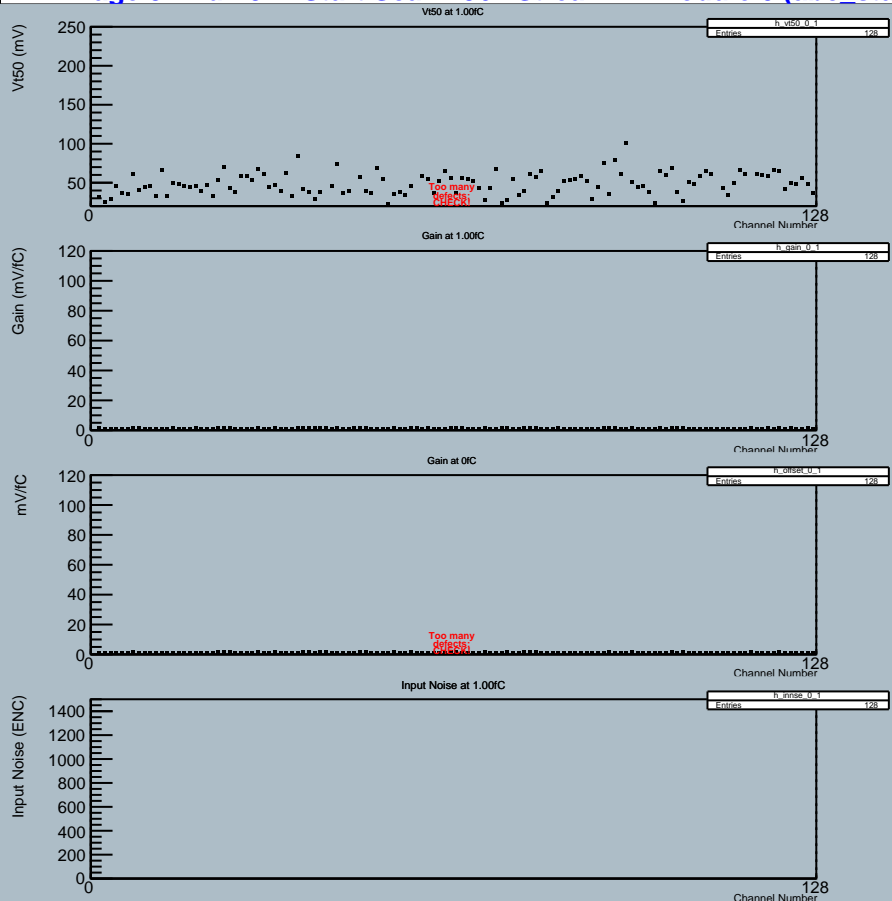 Vt50 at 1.00fC
h_vt50_0_1
Entries 128
Vt50 (mV)
250
200
150
100
50
Too many
defects:
CHECK!
0
128
Channel Number
Gain at 1.00fC
h_gain_0_1
Entries 128
Gain (mV/fC)
120
100
80
60
40
20
0
0
128
Channel Number
Gain at 0fC
h_offset_0_1
Entries 128
mV/fC
120
100
80
60
40
20
0
Too many
defects:
CHECK!
0
128
Channel Number
Input Noise at 1.00fC
h_innse_0_1
Entries 128
Input Noise (ENC)
1400
1200
1000
800
600
400
200
0
0
128
Channel Number